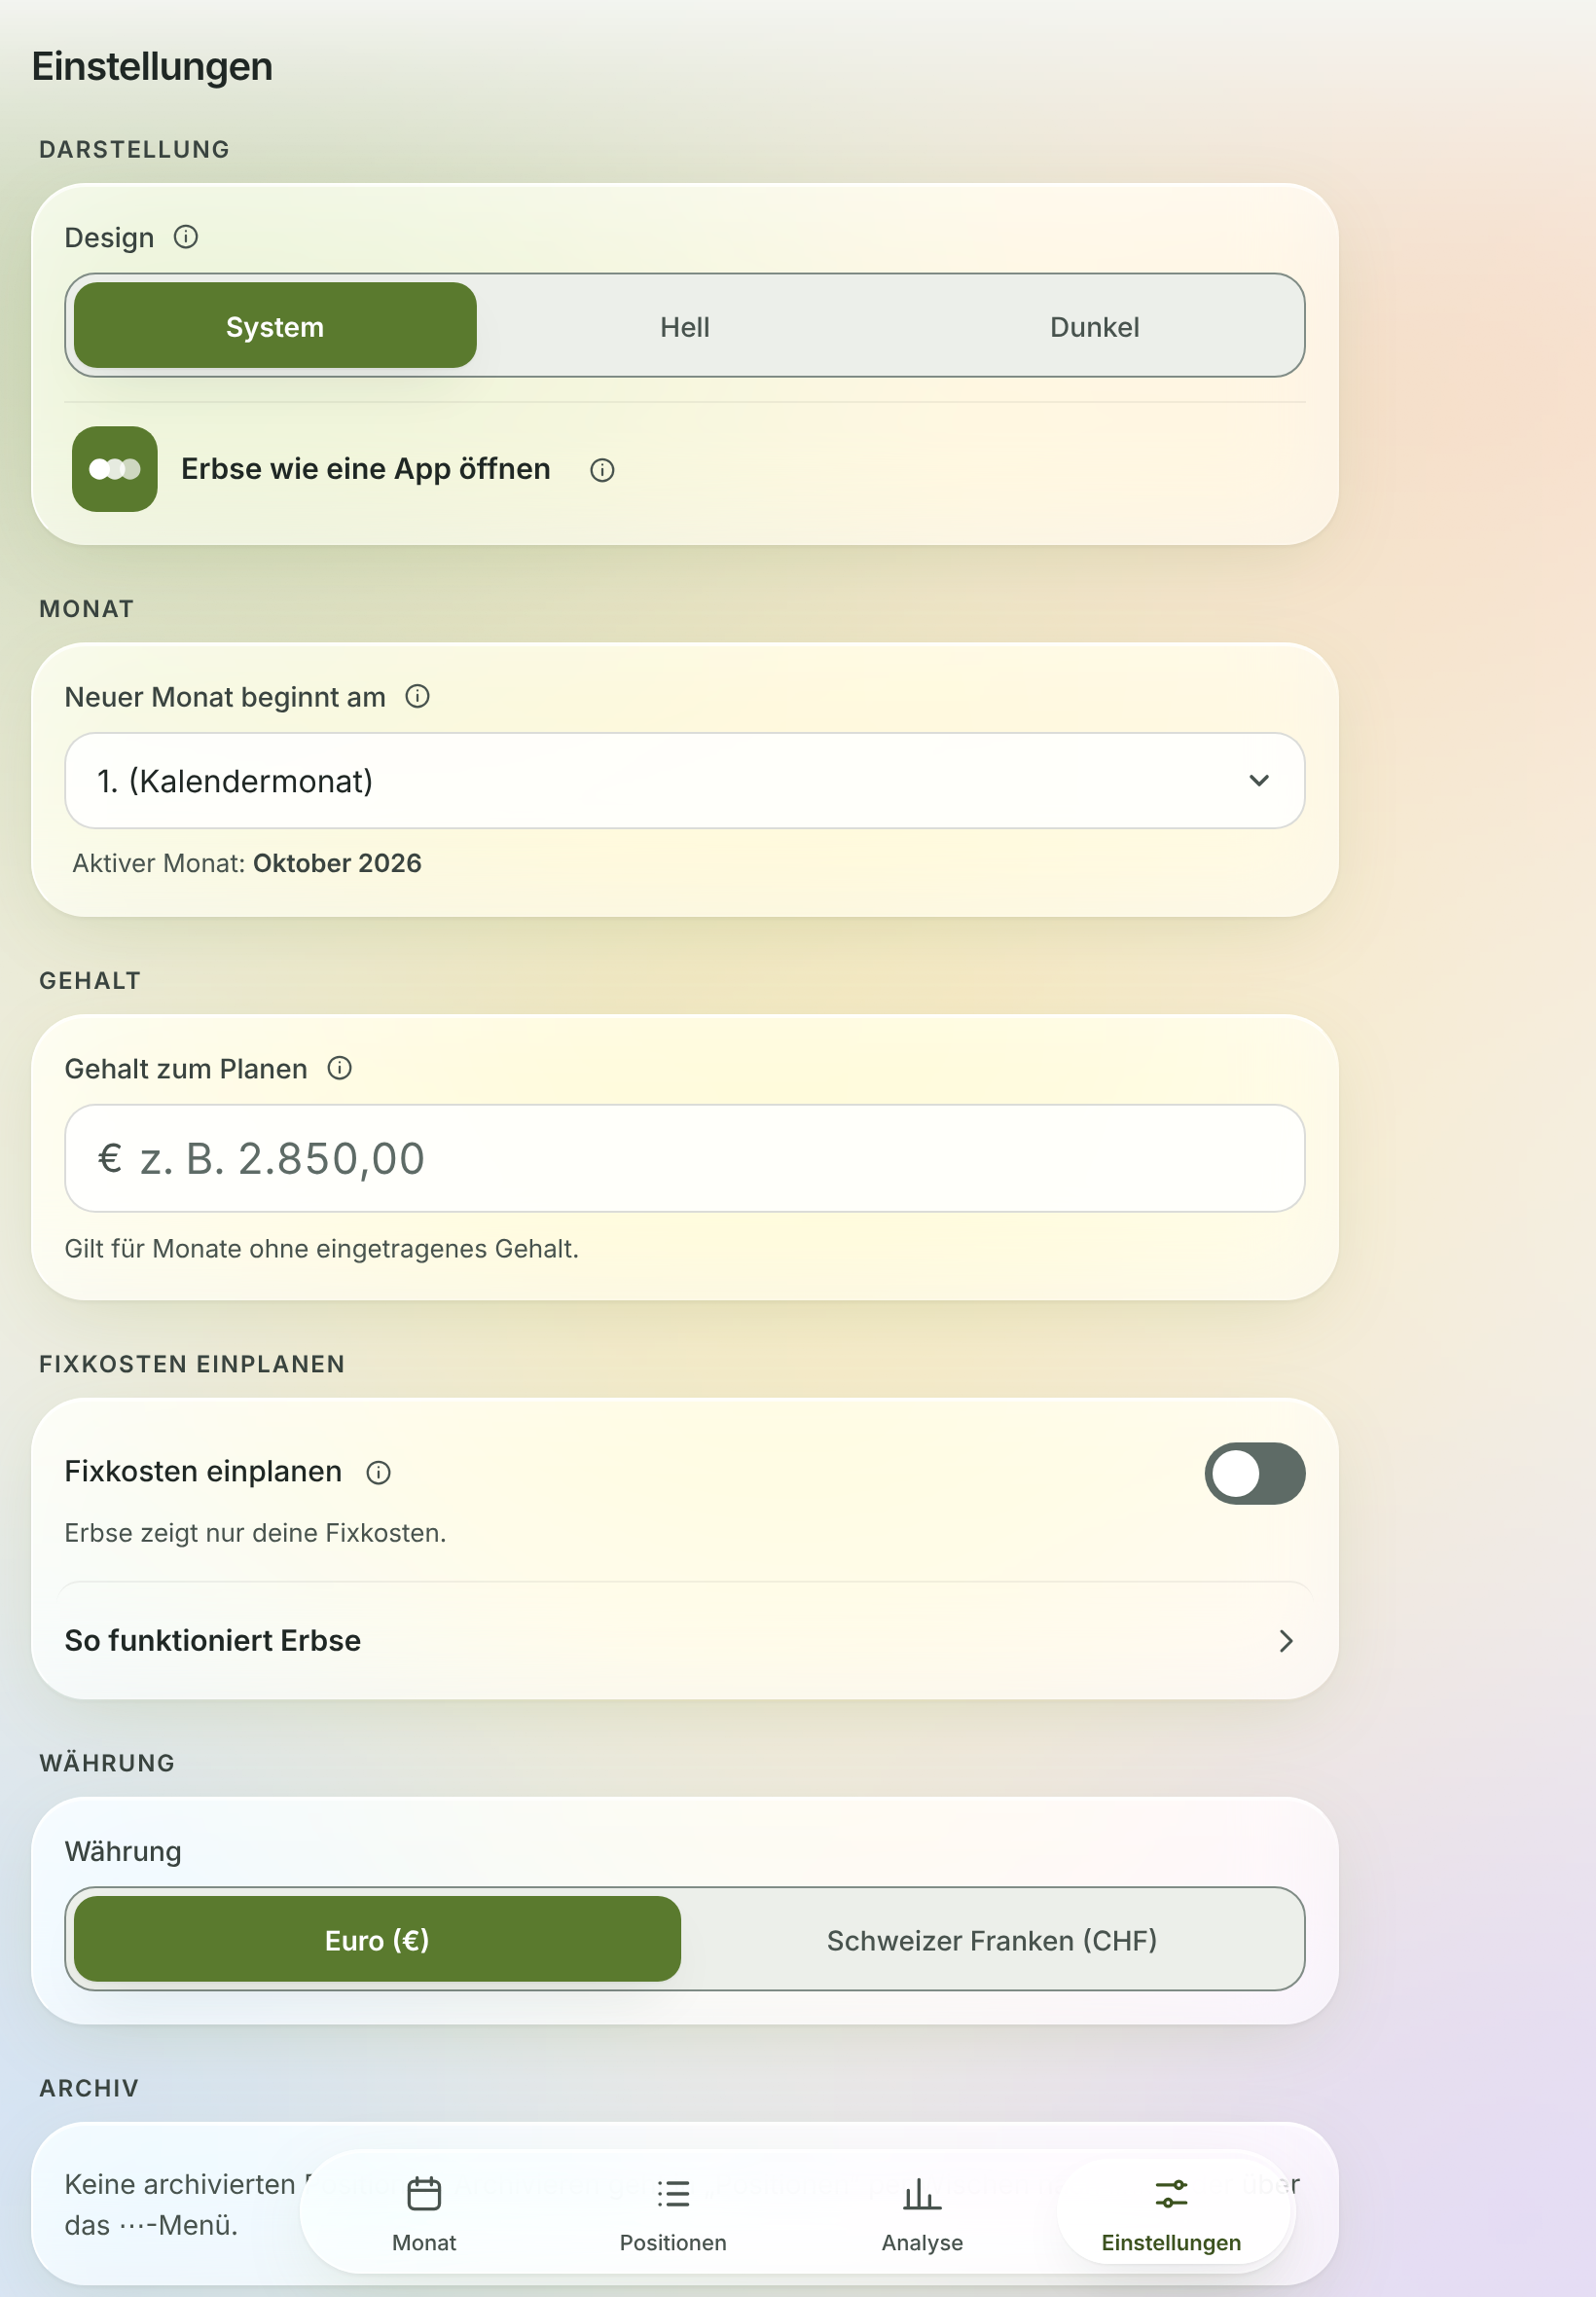 Einstellungen
DARSTELLUNG
Design
System
Hell
Dunkel
Erbse wie eine App öffnen
MONAT
Neuer Monat beginnt am
1. (Kalendermonat)
Aktiver Monat: Oktober 2026
GEHALT
Gehalt zum Planen
€ z. B. 2.850,00
Gilt für Monate ohne eingetragenes Gehalt.
FIXKOSTEN EINPLANEN
Fixkosten einplanen
Erbse zeigt nur deine Fixkosten.
So funktioniert Erbse
WÄHRUNG
Währung
Euro (€)
Schweizer Franken (CHF)
ARCHIV
Keine archivierten über
das ···-Menü.
Monat
Positionen
Analyse
Einstellungen